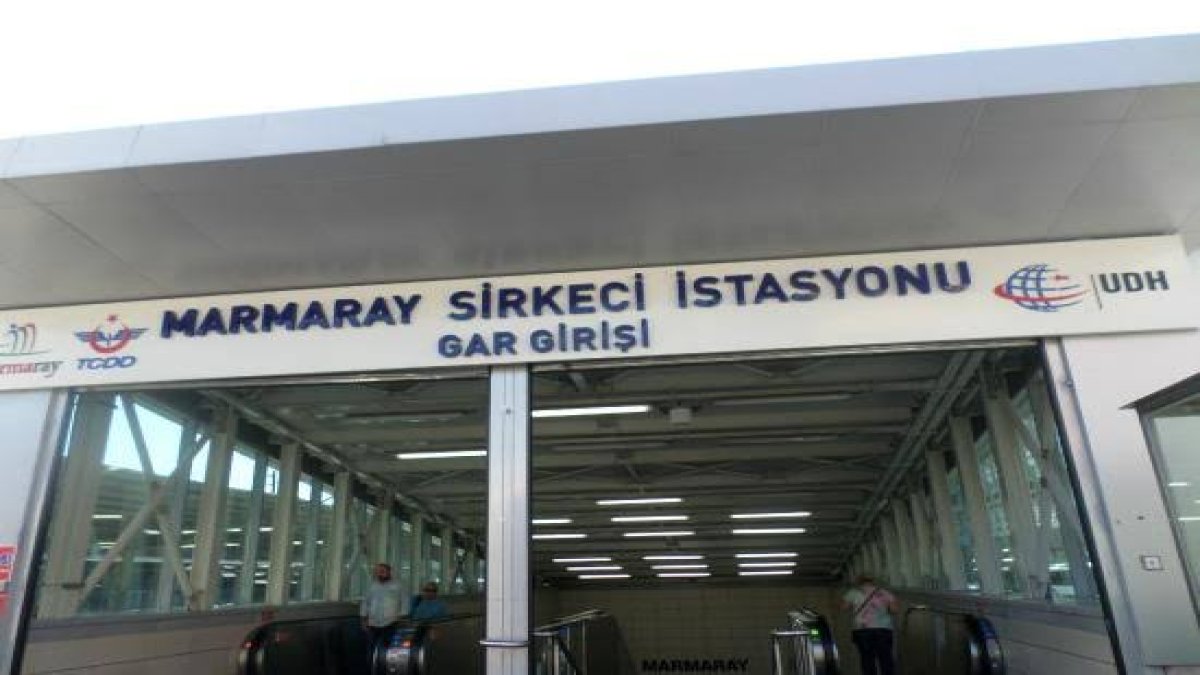 MARMARAY SİRKECİ İSTASYONU
GAR GİRİŞİ
TCDD
UDH
MARMARAY